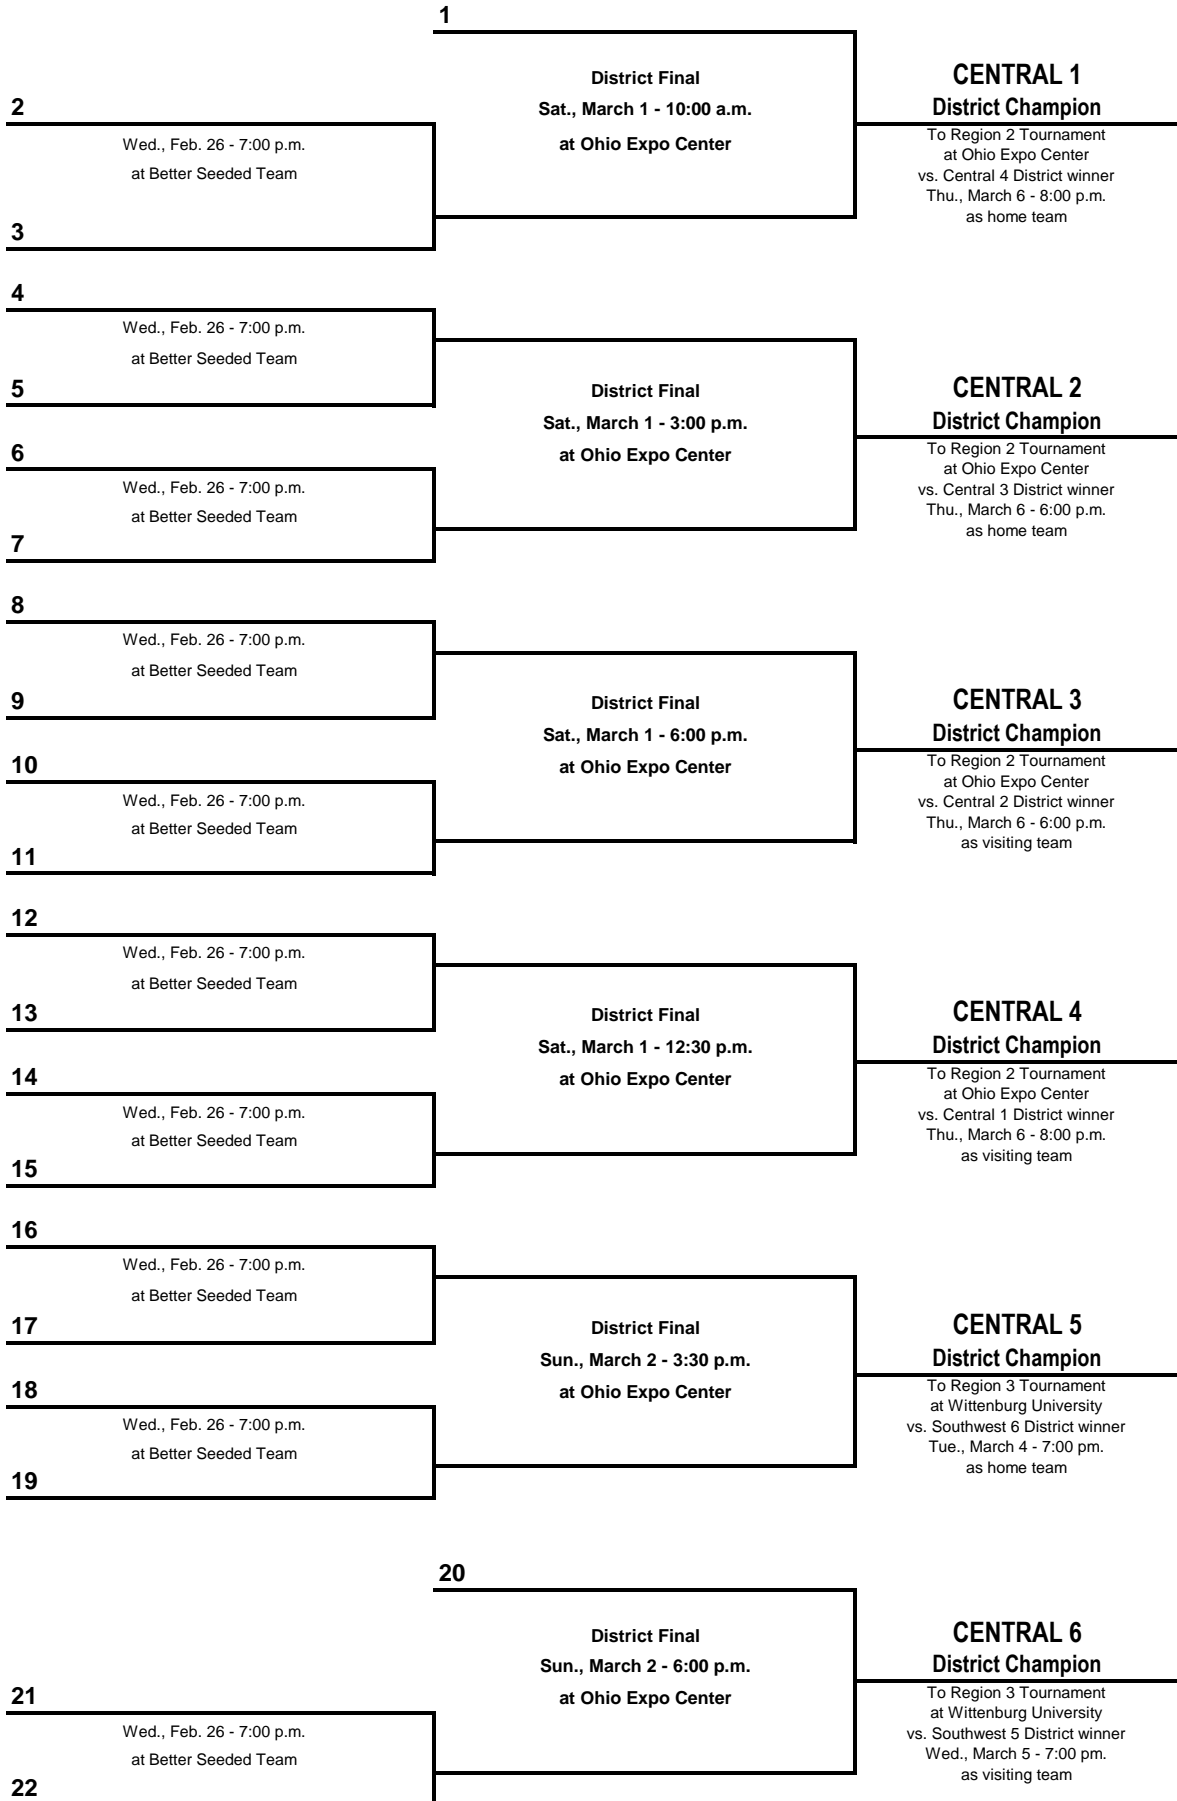 1
District Final
Sat., March 1 - 10:00 a.m.
at Ohio Expo Center
CENTRAL 1
District Champion
To Region 2 Tournament
at Ohio Expo Center
vs. Central 4 District winner
Thu., March 6 - 8:00 p.m.
as home team
2
Wed., Feb. 26 - 7:00 p.m.
at Better Seeded Team
3
4
Wed., Feb. 26 - 7:00 p.m.
at Better Seeded Team
5
District Final
Sat., March 1 - 3:00 p.m.
at Ohio Expo Center
CENTRAL 2
District Champion
To Region 2 Tournament
at Ohio Expo Center
vs. Central 3 District winner
Thu., March 6 - 6:00 p.m.
as home team
6
Wed., Feb. 26 - 7:00 p.m.
at Better Seeded Team
7
8
Wed., Feb. 26 - 7:00 p.m.
at Better Seeded Team
9
District Final
Sat., March 1 - 6:00 p.m.
at Ohio Expo Center
CENTRAL 3
District Champion
To Region 2 Tournament
at Ohio Expo Center
vs. Central 2 District winner
Thu., March 6 - 6:00 p.m.
as visiting team
10
Wed., Feb. 26 - 7:00 p.m.
at Better Seeded Team
11
12
Wed., Feb. 26 - 7:00 p.m.
at Better Seeded Team
13
District Final
Sat., March 1 - 12:30 p.m.
at Ohio Expo Center
CENTRAL 4
District Champion
To Region 2 Tournament
at Ohio Expo Center
vs. Central 1 District winner
Thu., March 6 - 8:00 p.m.
as visiting team
14
Wed., Feb. 26 - 7:00 p.m.
at Better Seeded Team
15
16
Wed., Feb. 26 - 7:00 p.m.
at Better Seeded Team
17
District Final
Sun., March 2 - 3:30 p.m.
at Ohio Expo Center
CENTRAL 5
District Champion
To Region 3 Tournament
at Wittenburg University
vs. Southwest 6 District winner
Tue., March 4 - 7:00 pm.
as home team
18
Wed., Feb. 26 - 7:00 p.m.
at Better Seeded Team
19
20
District Final
Sun., March 2 - 6:00 p.m.
at Ohio Expo Center
CENTRAL 6
District Champion
To Region 3 Tournament
at Wittenburg University
vs. Southwest 5 District winner
Wed., March 5 - 7:00 pm.
as visiting team
21
Wed., Feb. 26 - 7:00 p.m.
at Better Seeded Team
22